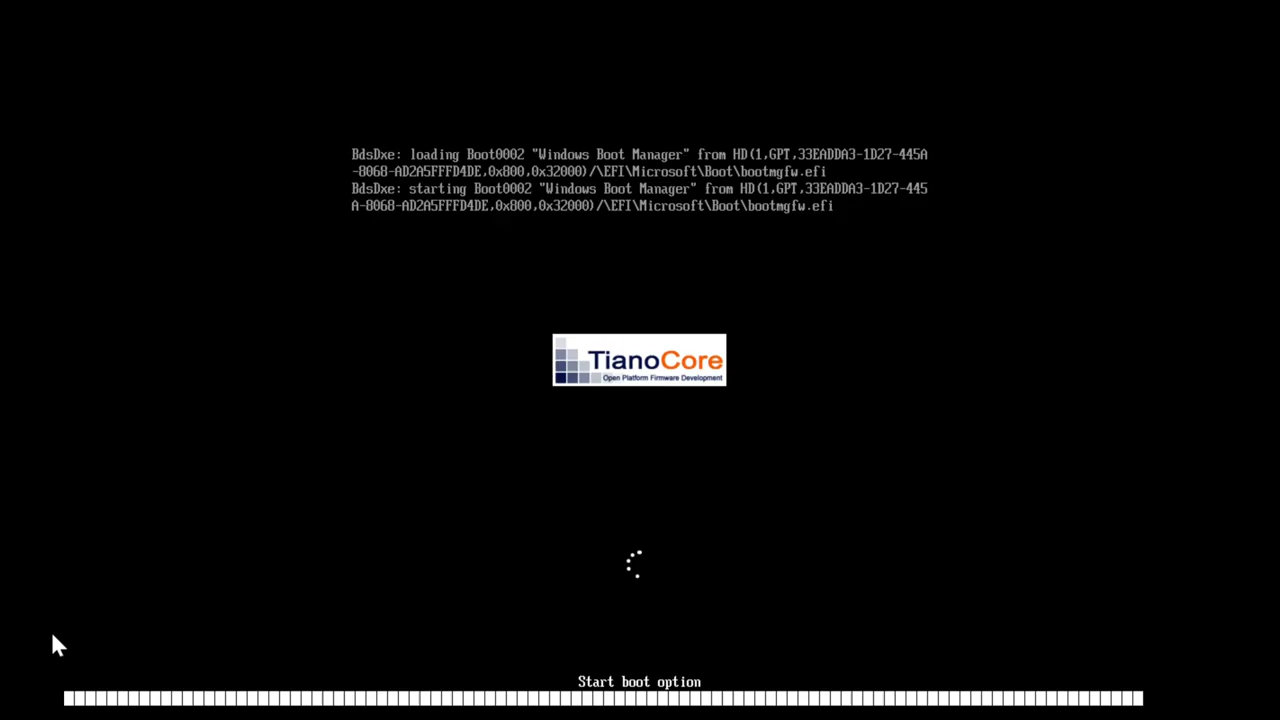 BdsDxe: loading Boot0002 "Windows Boot Manager" from HD(1,GPT,33EADDA3-1D27-445A
-8068-AD2A5FFFD4DE,0x800,0x32000)/\EFI\Microsoft\Boot\bootmgfw.efi
BdsDxe: starting Boot0002 "Windows Boot Manager" from HD(1,GPT,33EADDA3-1D27-445
A-8068-AD2A5FFFD4DE,0x800,0x32000)/\EFI\Microsoft\Boot\bootmgfw.efi
TianoCore
Open Platform Firmware Development
Start boot option